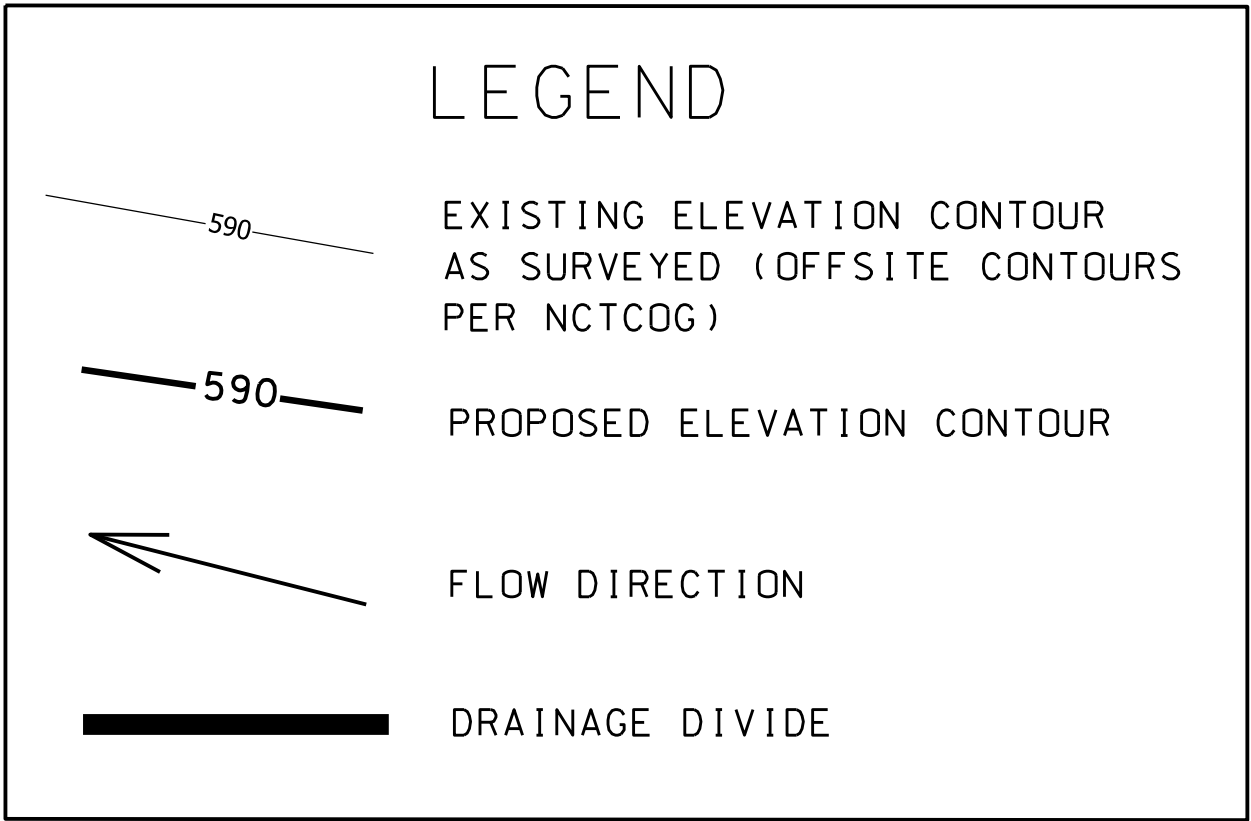 LEGEND
590
EXISTING ELEVATION CONTOUR
AS SURVEYED (OFFSITE CONTOURS
PER NCTCOG)
590
PROPOSED ELEVATION CONTOUR
FLOW DIRECTION
DRAINAGE DIVIDE